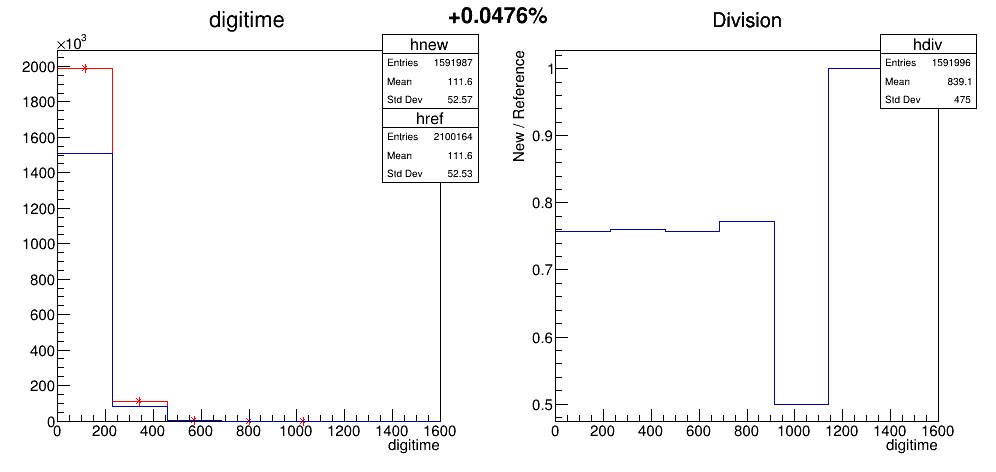 +0.0476%
digitime
×10³
hnew
Entries 1591987
Mean 111.6
Std Dev 52.57
href
Entries 2100164
Mean 111.6
Std Dev 52.53
2000
1800
1600
1400
1200
1000
800
600
400
200
0
0 200 400 600 800 1000 1200 1400 1600
digitime
Division
hdiv
Entries 1591996
Mean 839.1
Std Dev 475
New / Reference
1
0.9
0.8
0.7
0.6
0.5
0 200 400 600 800 1000 1200 1400 1600
digitime